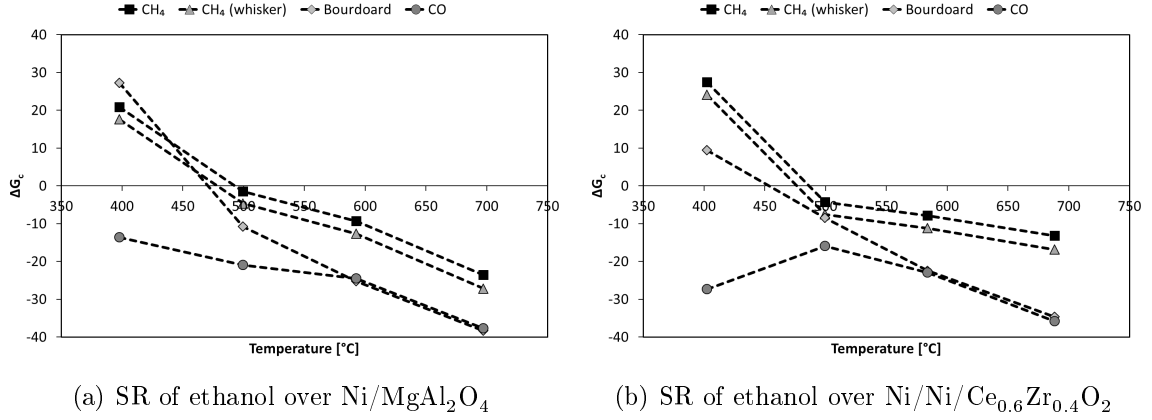 CH₄ CH₄ (whisker) Bourdoard CO
40
30
20
10
0
-10
-20
-30
-40
ΔG꜀
350 400 450 500 550 600 650 700 750
Temperature [°C]
(a) SR of ethanol over Ni/MgAl₂O₄
CH₄ CH₄ (whisker) Bourdoard CO
40
30
20
10
0
-10
-20
-30
-40
ΔG꜀
350 400 450 500 550 600 650 700 750
Temperature [°C]
(b) SR of ethanol over Ni/Ni/Ce₀.₆Zr₀.₄O₂